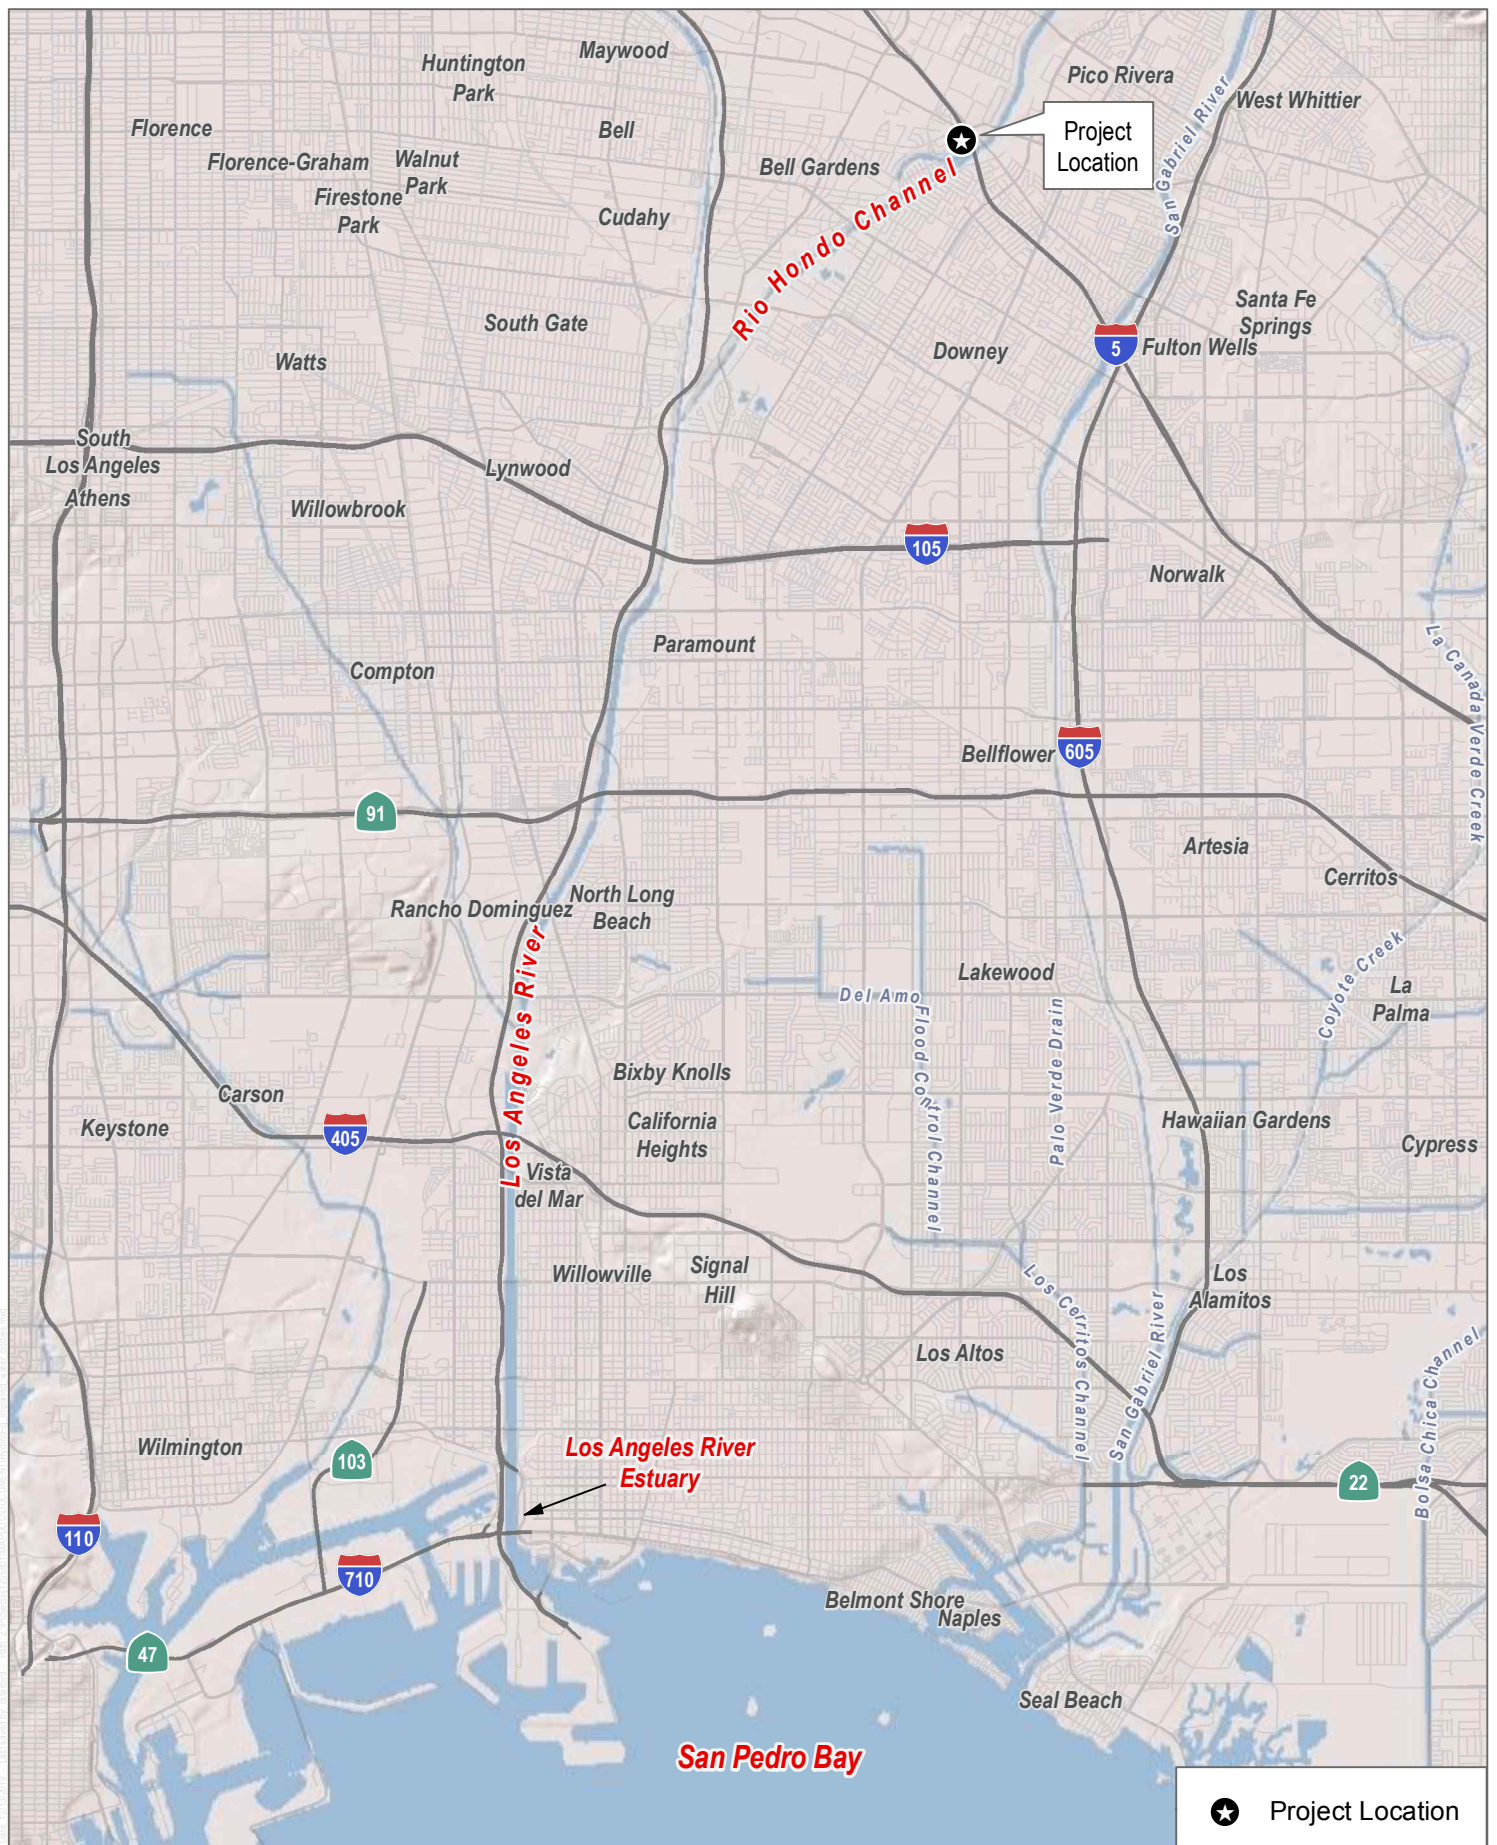 Maywood
Huntington
Park
Pico Rivera
West Whittier
Florence
Bell
Project
Location
Florence-Graham
Walnut
Park
Bell Gardens
San Gabriel River
Firestone
Park
Cudahy
Rio Hondo Channel
Santa Fe
Springs
South Gate
Watts
Downey
5
Fulton Wells
South
Los Angeles
Athens
Lynwood
Willowbrook
105
Norwalk
Paramount
Compton
La Canada Verde Creek
Bellflower
605
91
Artesia
Cerritos
Rancho Dominguez
North Long
Beach
Los Angeles River
Lakewood
Del Amo Flood Control Channel
Palo Verde Drain
Coyote Creek
La
Palma
Bixby Knolls
Carson
Keystone
405
California
Heights
Hawaiian Gardens
Cypress
Vista
del Mar
Willowville
Signal
Hill
Los Cerritos Channel
San Gabriel River
Los
Alamitos
Los Altos
Bolsa Chica Channel
Wilmington
103
Los Angeles River
Estuary
22
110
710
Belmont Shore
Naples
47
Seal Beach
San Pedro Bay
Project Location